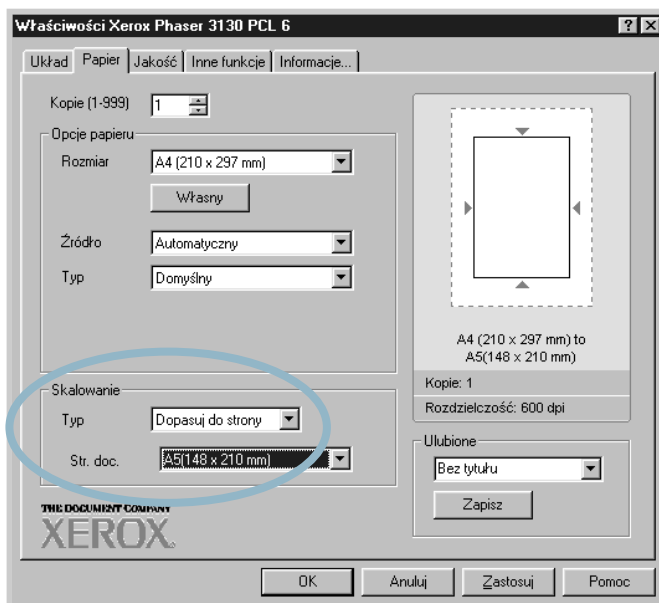 Właściwości Xerox Phaser 3130 PCL 6
Układ Papier Jakość Inne funkcje Informacje...
Kopie (1-999) 1
Opcje papieru
Rozmiar A4 (210 x 297 mm)
Własny
Źródło Automatyczny
Typ Domyślny
Skalowanie
Typ Dopasuj do strony
Str. doc. A5(148 x 210 mm)
THE DOCUMENT COMPANY
XEROX
A4 (210 x 297 mm) to
A5(148 x 210 mm)
Kopie: 1
Rozdzielczość: 600 dpi
Ulubione
Bez tytułu
Zapisz
OK Anuluj Zastosuj Pomoc